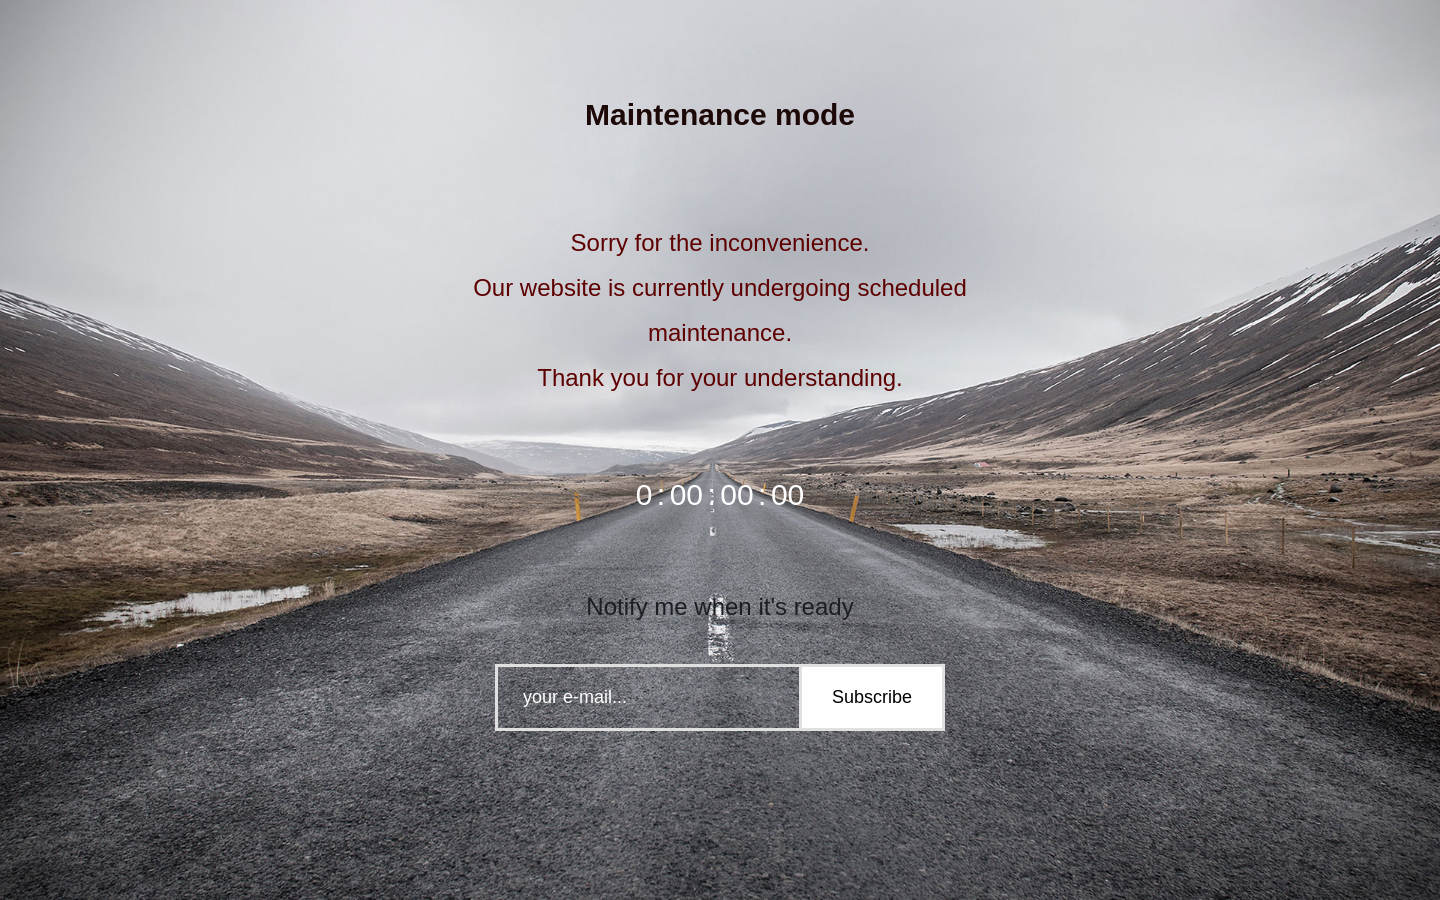 Maintenance mode
Sorry for the inconvenience.
Our website is currently undergoing scheduled
maintenance.
Thank you for your understanding.
0 : 00 : 00 : 00
Notify me when it's ready
your e-mail...
Subscribe